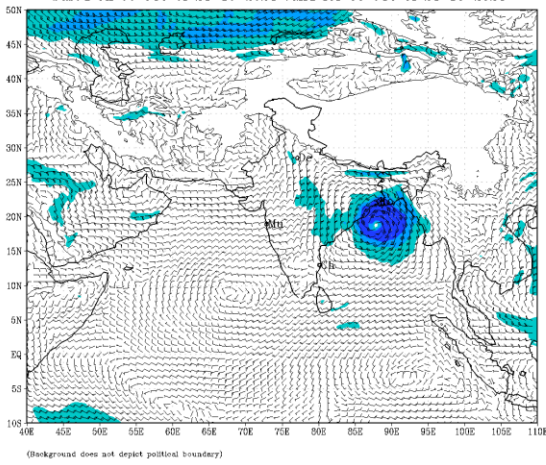 50N
45N
40N
35N
30N
De
25N
20N
Mu
15N
Ch
10N
5N
EQ
5S
10S
40E 45E 50E 55E 60E 65E 70E 75E 80E 85E 90E 95E 100E 105E 110E
(Background does not depict political boundary)